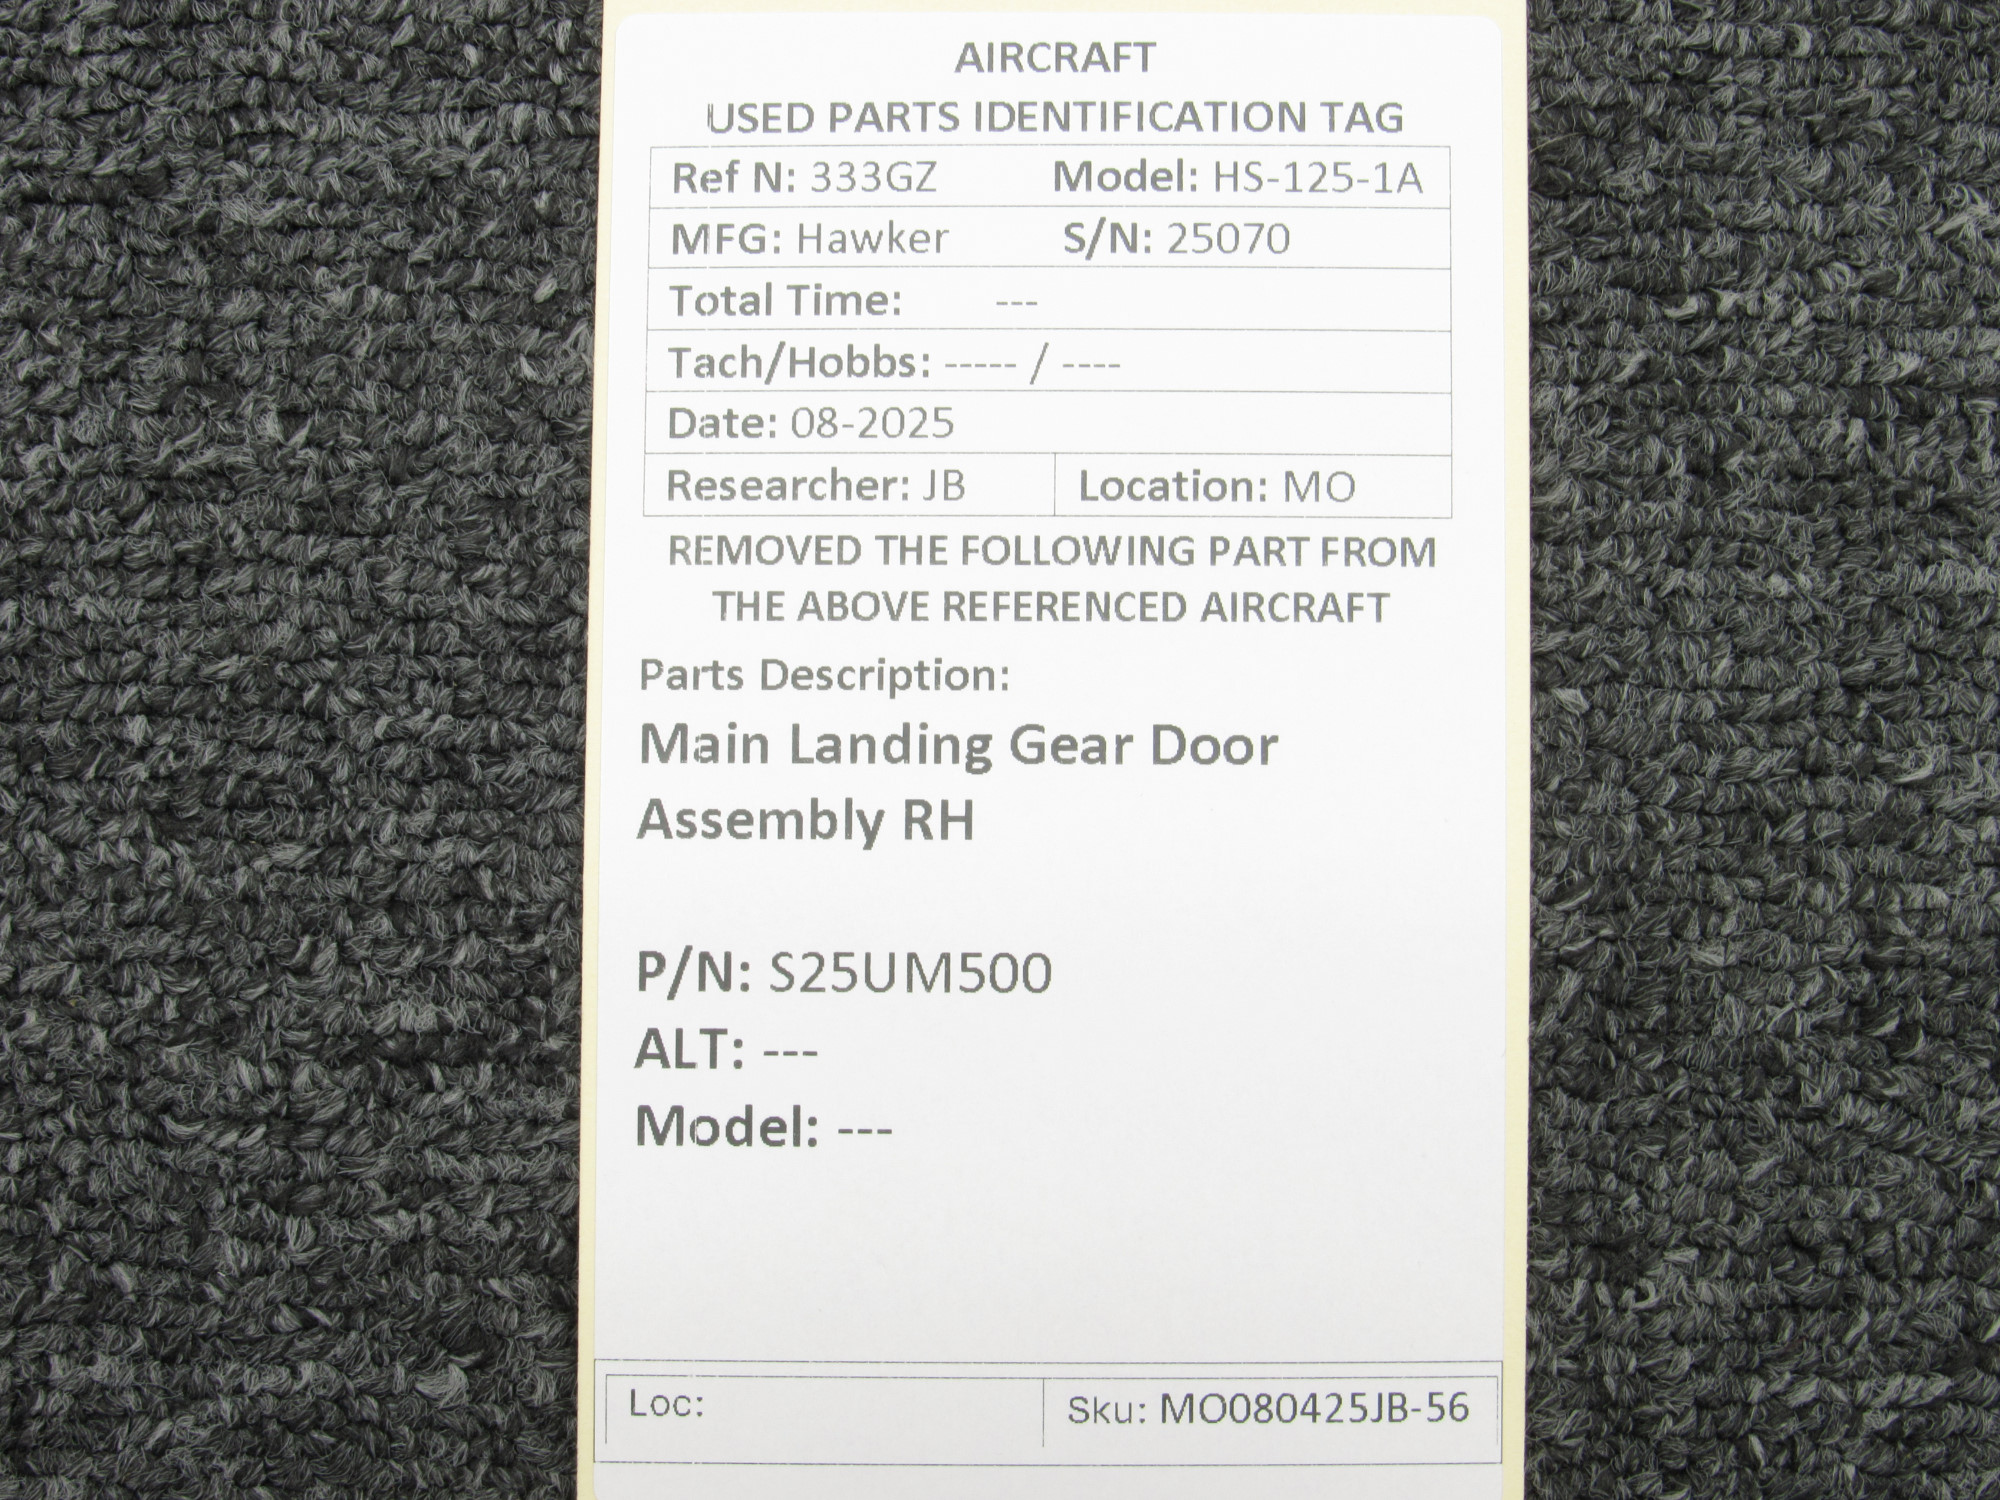 AIRCRAFT
USED PARTS IDENTIFICATION TAG
Ref N: 333GZ Model: HS-125-1A
MFG: Hawker S/N: 25070
Total Time: ---
Tach/Hobbs: ----- / ----
Date: 08-2025
Researcher: JB Location: MO
REMOVED THE FOLLOWING PART FROM
THE ABOVE REFERENCED AIRCRAFT
Parts Description:
Main Landing Gear Door
Assembly RH
P/N: S25UM500
ALT: ---
Model: ---
Loc: Sku: MO080425JB-56